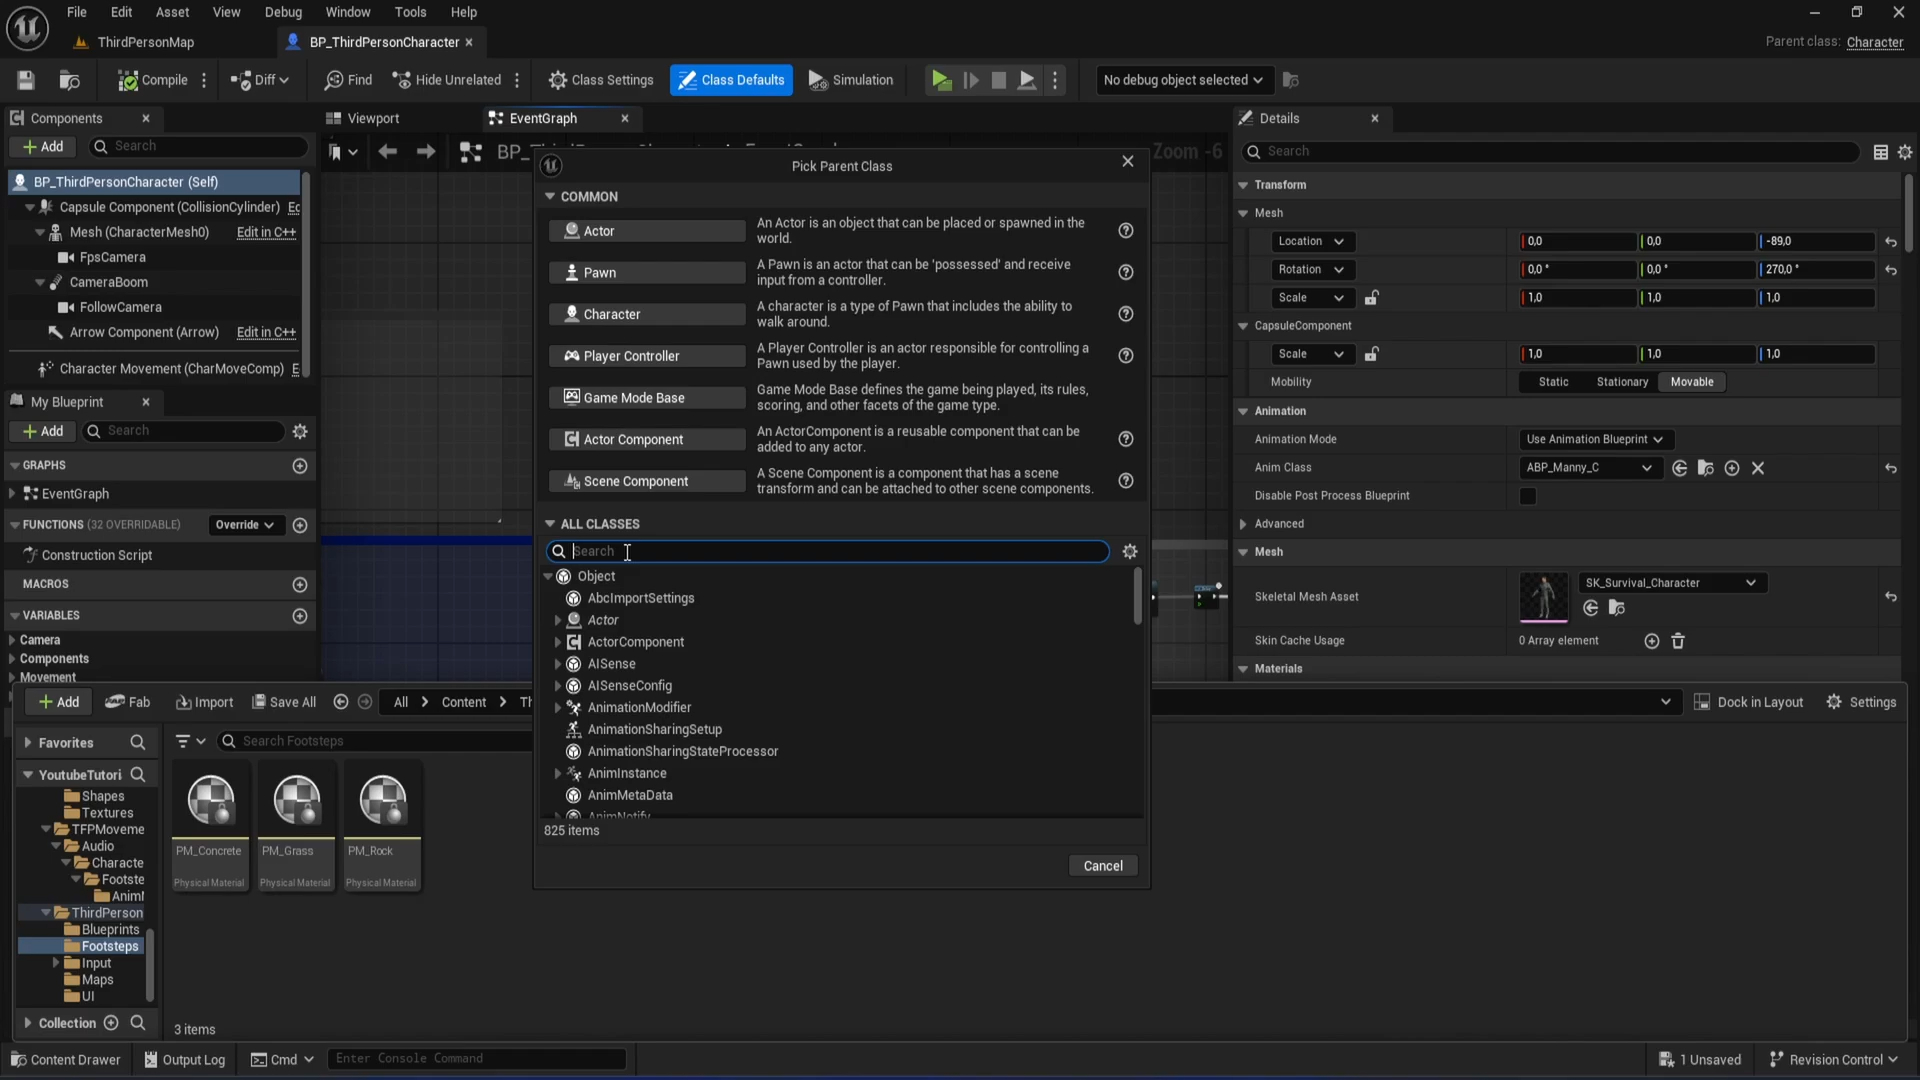 File Edit Asset View Debug Window Tools Help
ThirdPersonMap
BP_ThirdPersonCharacter
Parent class: Character
Compile
Diff
Find
Hide Unrelated
Class Settings
Class Defaults
Simulation
No debug object selected
Components
Add
Search
BP_ThirdPersonCharacter (Self)
Capsule Component (CollisionCylinder)
Mesh (CharacterMesh0) Edit in C++
FpsCamera
CameraBoom
FollowCamera
Arrow Component (Arrow) Edit in C++
Character Movement (CharMoveComp)
My Blueprint
Add
Search
GRAPHS
EventGraph
FUNCTIONS (32 OVERRIDABLE) Override
Construction Script
MACROS
VARIABLES
Camera
Components
Movement
Viewport
EventGraph
BP_
Zoom -6
Pick Parent Class
COMMON
Actor
An Actor is an object that can be placed or spawned in the
world.
Pawn
A Pawn is an actor that can be 'possessed' and receive
input from a controller.
Character
A character is a type of Pawn that includes the ability to
walk around.
Player Controller
A Player Controller is an actor responsible for controlling a
Pawn used by the player.
Game Mode Base
Game Mode Base defines the game being played, its rules,
scoring, and other facets of the game type.
Actor Component
An ActorComponent is a reusable component that can be
added to any actor.
Scene Component
A Scene Component is a component that has a scene
transform and can be attached to other scene components.
ALL CLASSES
Search
Object
AbcImportSettings
Actor
ActorComponent
AISense
AISenseConfig
AnimationModifier
AnimationSharingSetup
AnimationSharingStateProcessor
AnimInstance
AnimMetaData
AnimNotify
825 items
Cancel
Details
Search
Transform
Mesh
Location 0,0 0,0 -89,0
Rotation 0,0 ° 0,0 ° 270,0 °
Scale 1,0 1,0 1,0
CapsuleComponent
Scale 1,0 1,0 1,0
Mobility Static Stationary Movable
Animation
Animation Mode Use Animation Blueprint
Anim Class ABP_Manny_C
Disable Post Process Blueprint
Advanced
Mesh
Skeletal Mesh Asset SK_Survival_Character
Skin Cache Usage 0 Array element
Materials
Add Fab Import Save All All Content Th
Dock in Layout Settings
Favorites
YoutubeTutori
Shapes
Textures
TFPMoveme
Audio
Characte
Footste
AnimI
ThirdPerson
Blueprints
Footsteps
Input
Maps
UI
Collection
Search Footsteps
PM_Concrete
Physical Material
PM_Grass
Physical Material
PM_Rock
Physical Material
3 items
Content Drawer Output Log Cmd Enter Console Command
1 Unsaved Revision Control